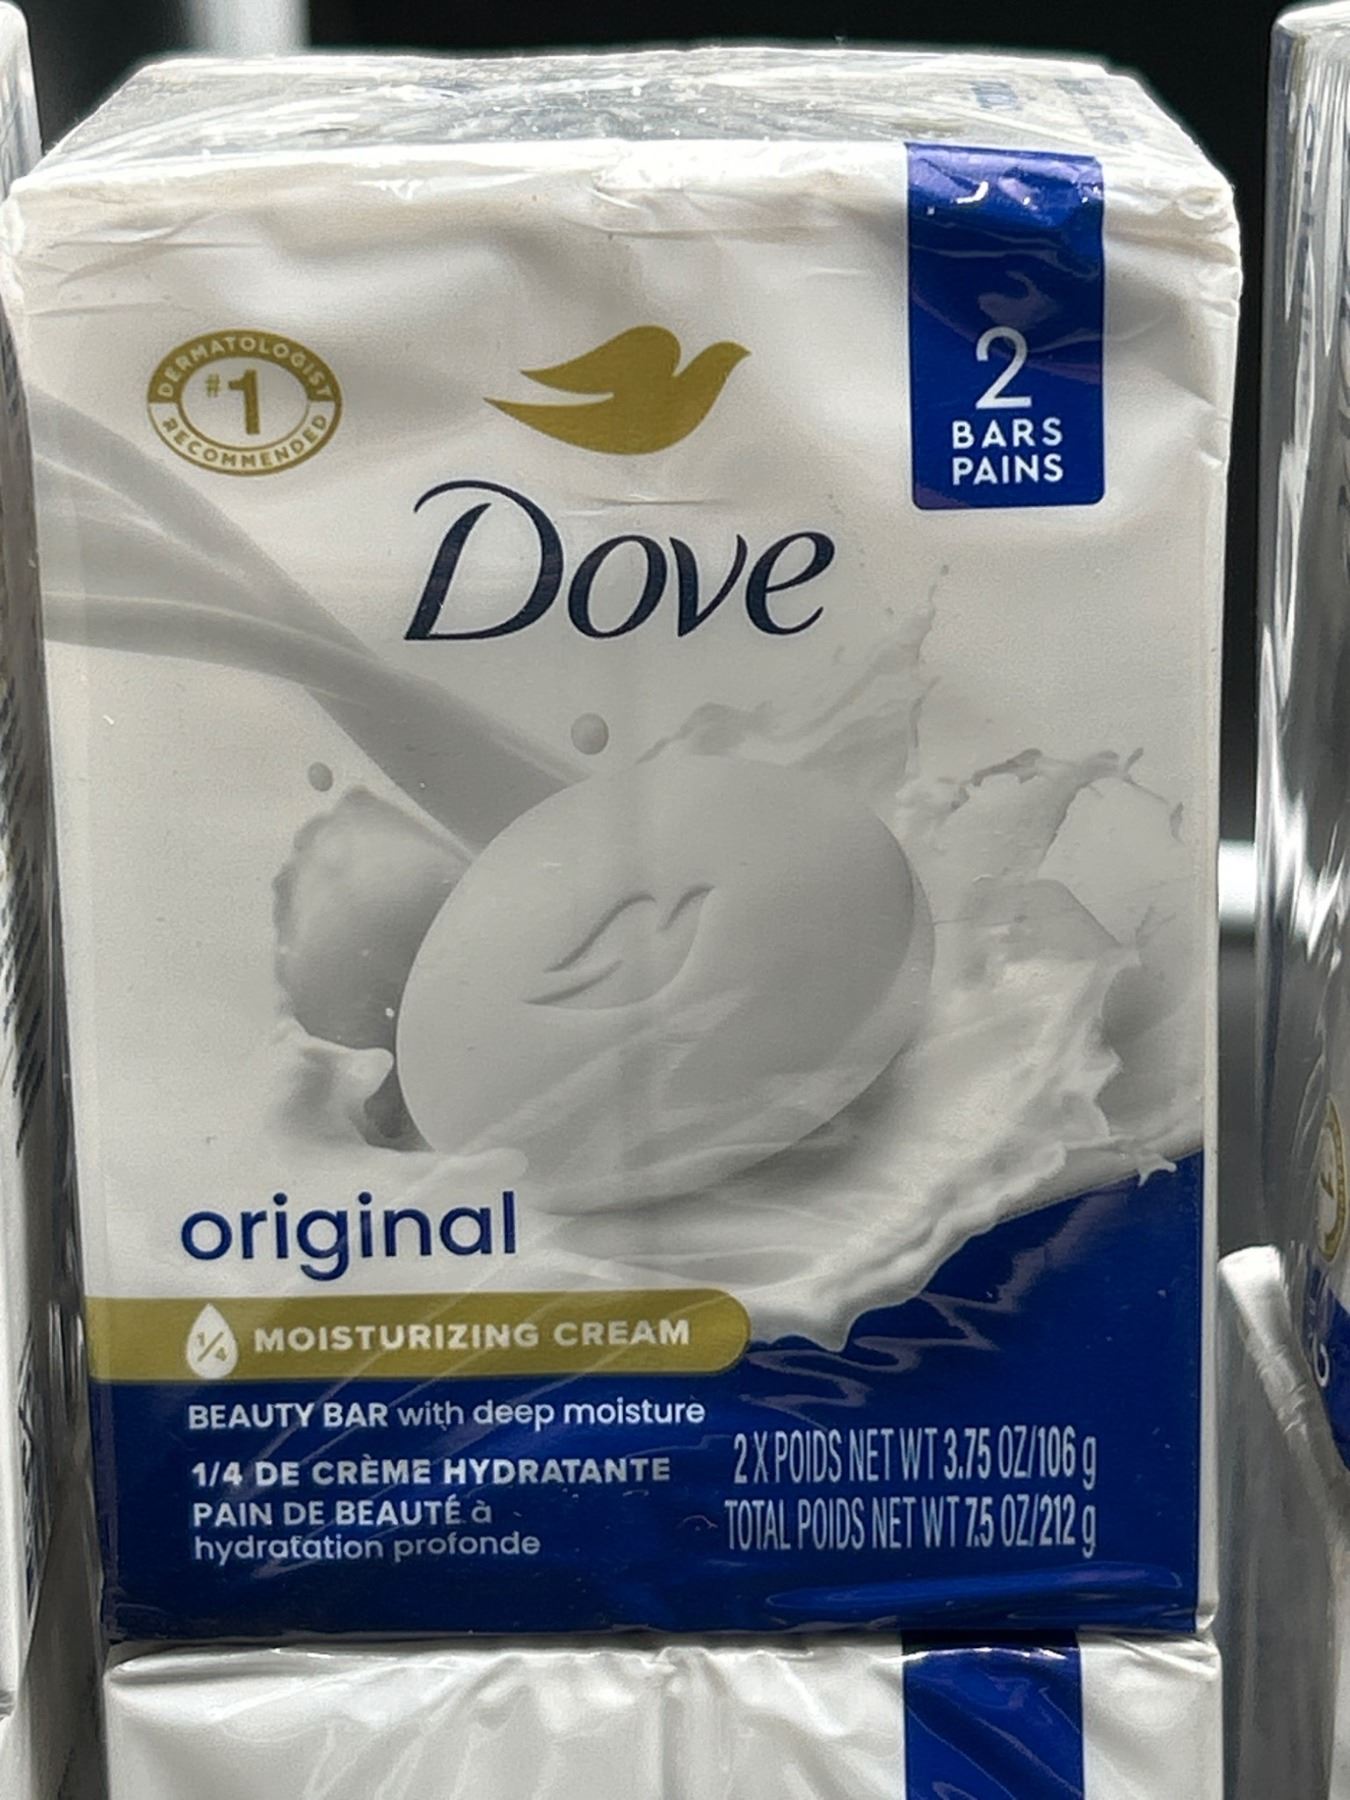 DERMATOLOGIST
#1
RECOMMENDED
Dove
2
BARS
PAINS
original
1/4 MOISTURIZING CREAM
BEAUTY BAR with deep moisture
1/4 DE CRÈME HYDRATANTE
PAIN DE BEAUTÉ à
hydratation profonde
2 X POIDS NET WT 3.75 OZ/106 g
TOTAL POIDS NET WT 7.5 OZ/212 g